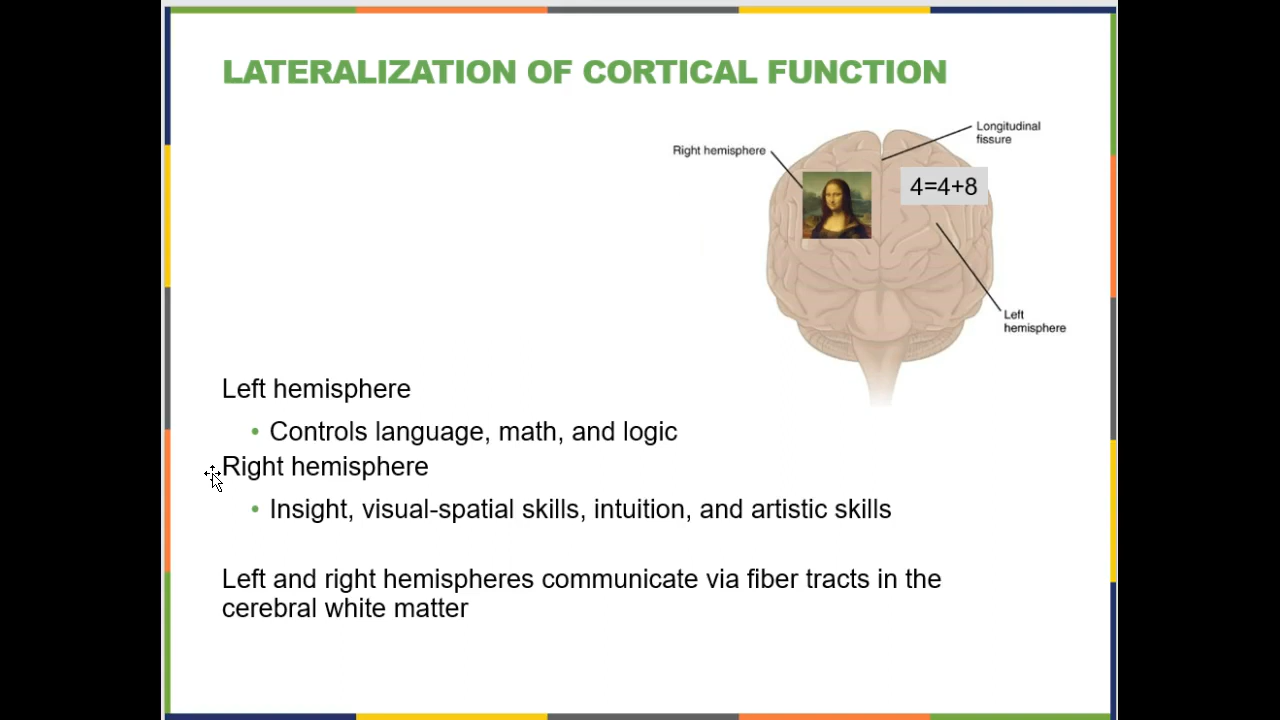 LATERALIZATION OF CORTICAL FUNCTION
Longitudinal
fissure
Right hemisphere
4=4+8
Left
hemisphere
Left hemisphere
• Controls language, math, and logic
Right hemisphere
• Insight, visual-spatial skills, intuition, and artistic skills
Left and right hemispheres communicate via fiber tracts in the
cerebral white matter